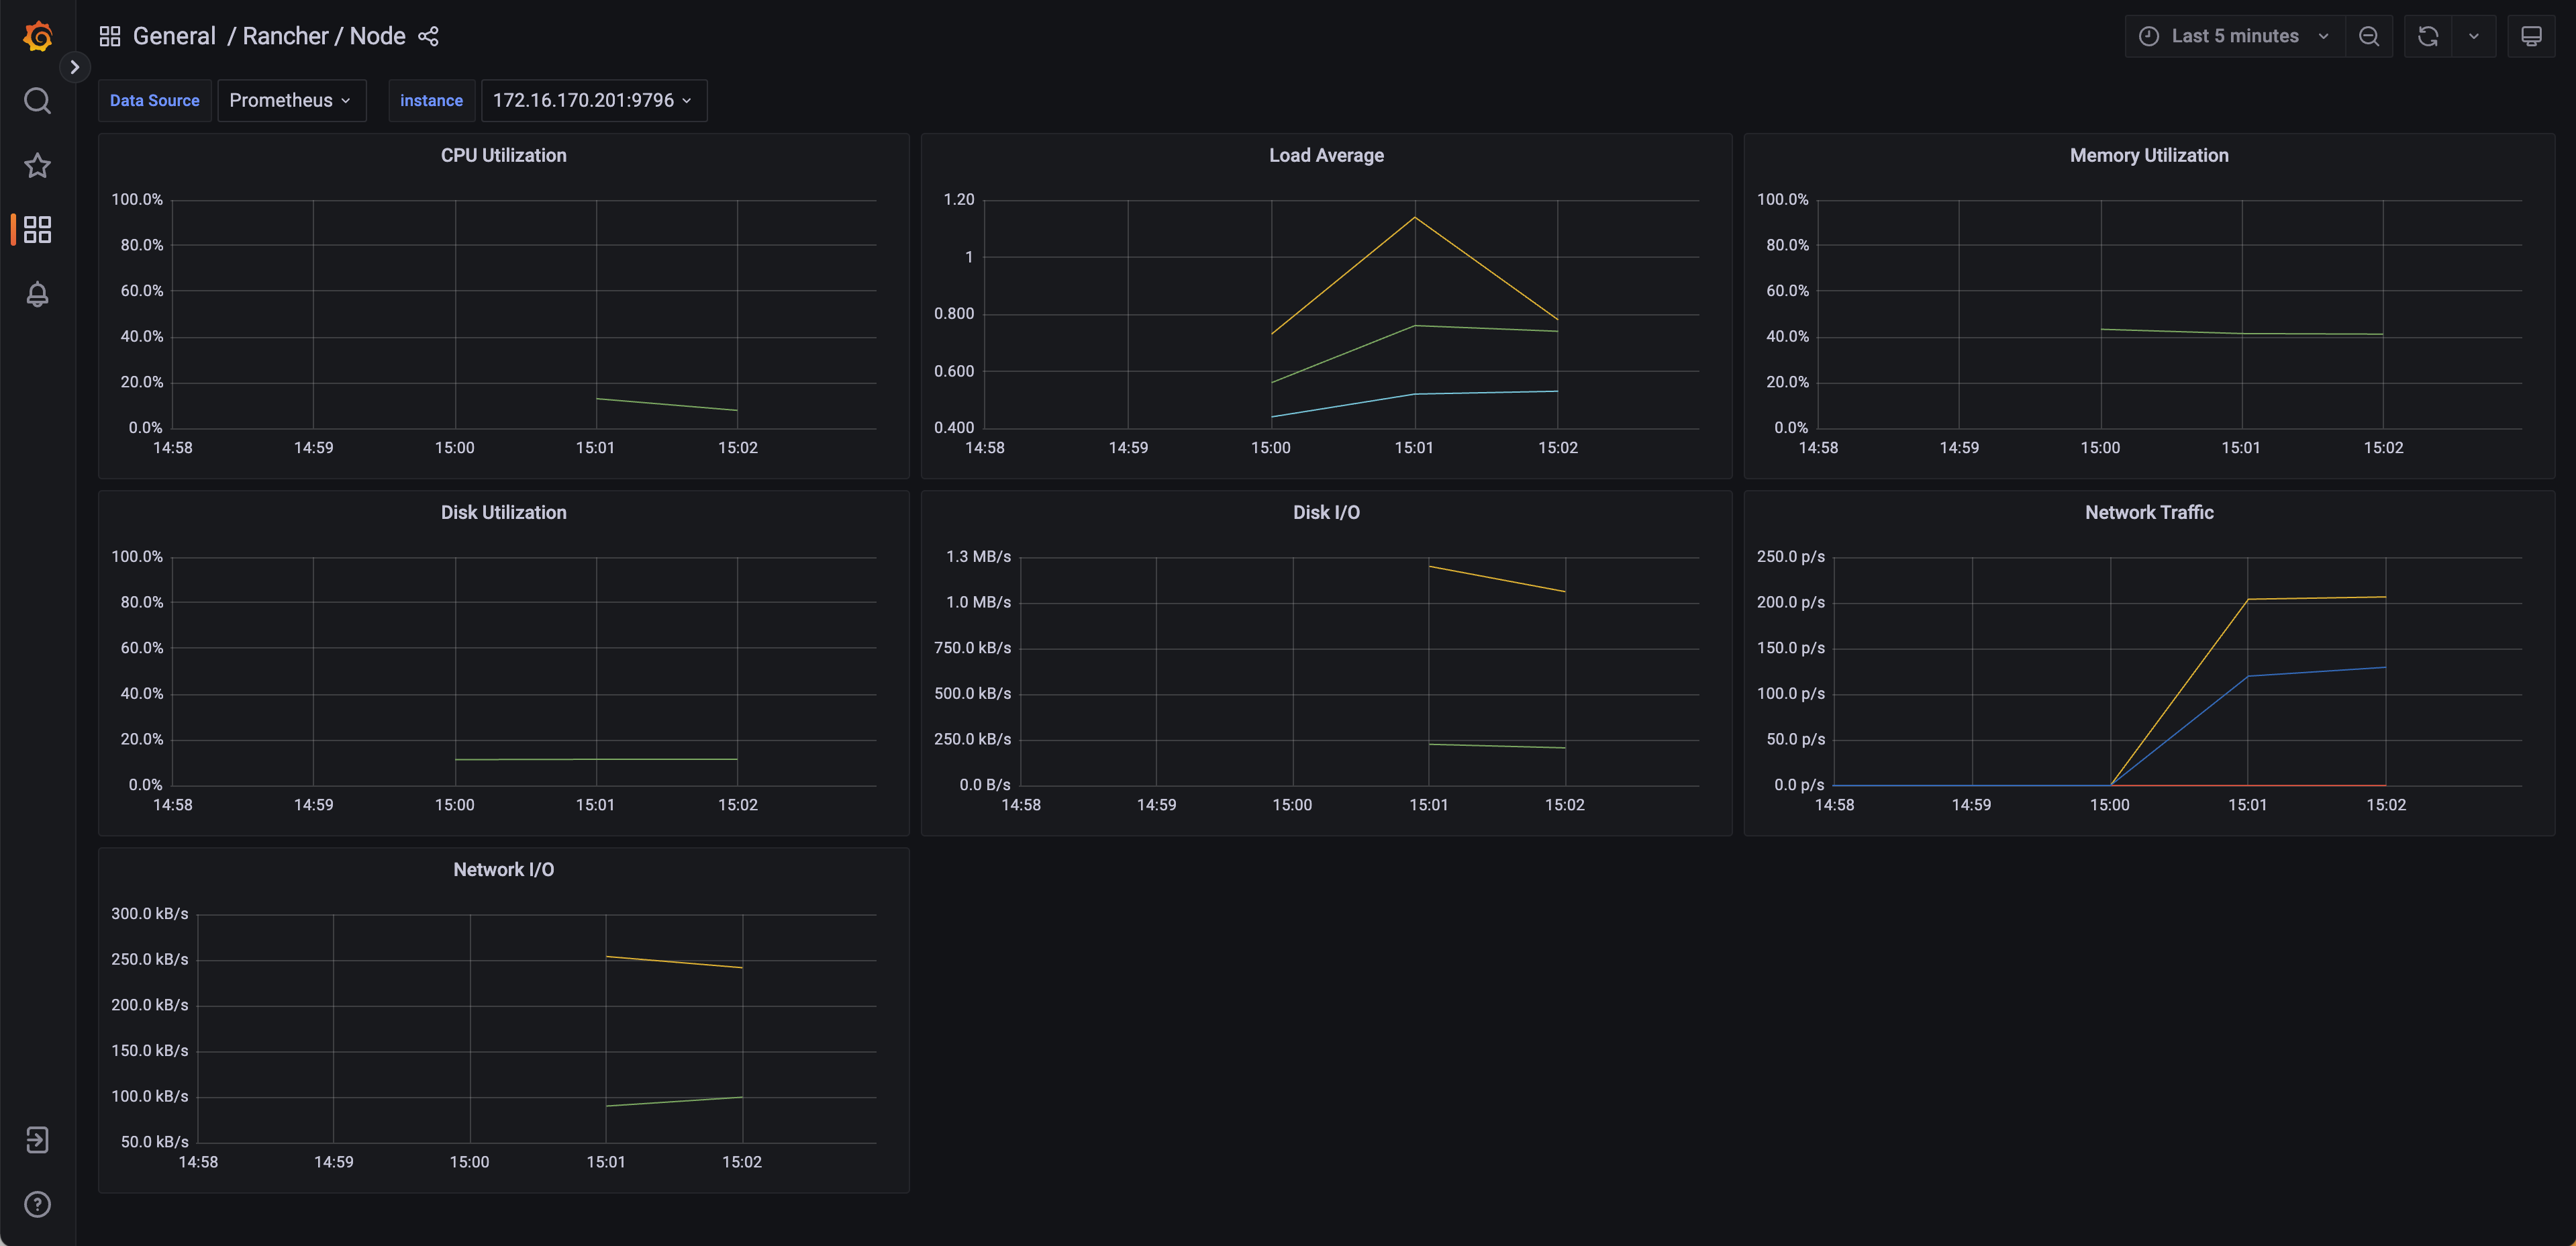 General / Rancher / Node
Last 5 minutes
Data Source Prometheus instance 172.16.170.201:9796
CPU Utilization
100.0%
80.0%
60.0%
40.0%
20.0%
0.0%
14:58 14:59 15:00 15:01 15:02
Load Average
1.20
1
0.800
0.600
0.400
14:58 14:59 15:00 15:01 15:02
Memory Utilization
100.0%
80.0%
60.0%
40.0%
20.0%
0.0%
14:58 14:59 15:00 15:01 15:02
Disk Utilization
100.0%
80.0%
60.0%
40.0%
20.0%
0.0%
14:58 14:59 15:00 15:01 15:02
Disk I/O
1.3 MB/s
1.0 MB/s
750.0 kB/s
500.0 kB/s
250.0 kB/s
0.0 B/s
14:58 14:59 15:00 15:01 15:02
Network Traffic
250.0 p/s
200.0 p/s
150.0 p/s
100.0 p/s
50.0 p/s
0.0 p/s
14:58 14:59 15:00 15:01 15:02
Network I/O
300.0 kB/s
250.0 kB/s
200.0 kB/s
150.0 kB/s
100.0 kB/s
50.0 kB/s
14:58 14:59 15:00 15:01 15:02